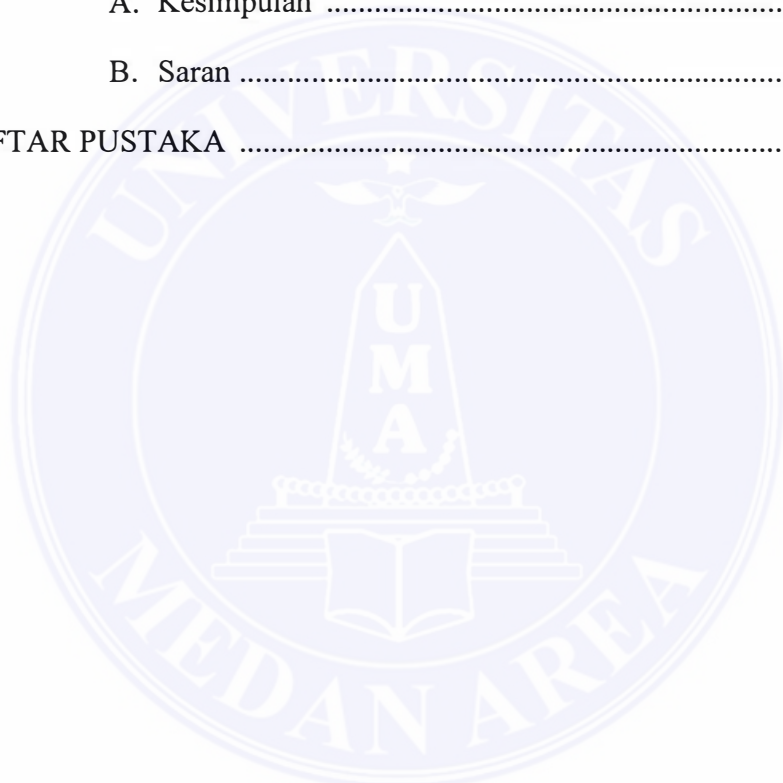 A. Kesimpulan ........................................................
B. Saran ..................................................................
FTAR PUSTAKA ..................................................................
UNIVERSITAS
U
M
A
MEDAN AREA